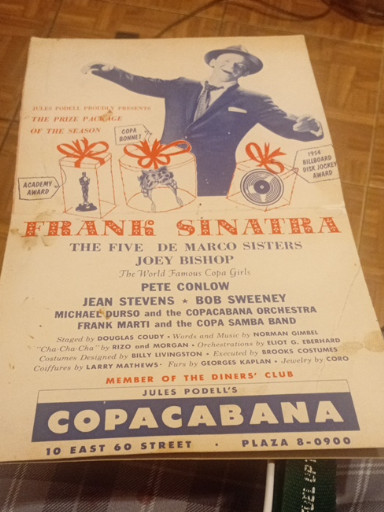 JULES PODELL PROUDLY PRESENTS
THE PRIZE PACKAGE
OF THE SEASON
COPA
BONNET
1954
BILLBOARD
DISK JOCKEY
AWARD
ACADEMY
AWARD
FRANK SINATRA
THE FIVE DE MARCO SISTERS
JOEY BISHOP
The World Famous Copa Girls
PETE CONLOW
JEAN STEVENS ★ BOB SWEENEY
MICHAEL DURSO and the COPACABANA ORCHESTRA
FRANK MARTI and the COPA SAMBA BAND
Staged by DOUGLAS COUDY • Words and Music by NORMAN GIMBEL
"Cha-Cha-Cha" by RIZO and MORGAN • Orchestrations by ELIOT G. EBERHARD
Costumes Designed by BILLY LIVINGSTON • Executed by BROOKS COSTUMES
Coiffures by LARRY MATHEWS • Furs by GEORGES KAPLAN • Jewelry by CORO
MEMBER OF THE DINERS' CLUB
JULES PODELL'S
COPACABANA
10 EAST 60 STREET • PLAZA 8-0900
FUEL UP